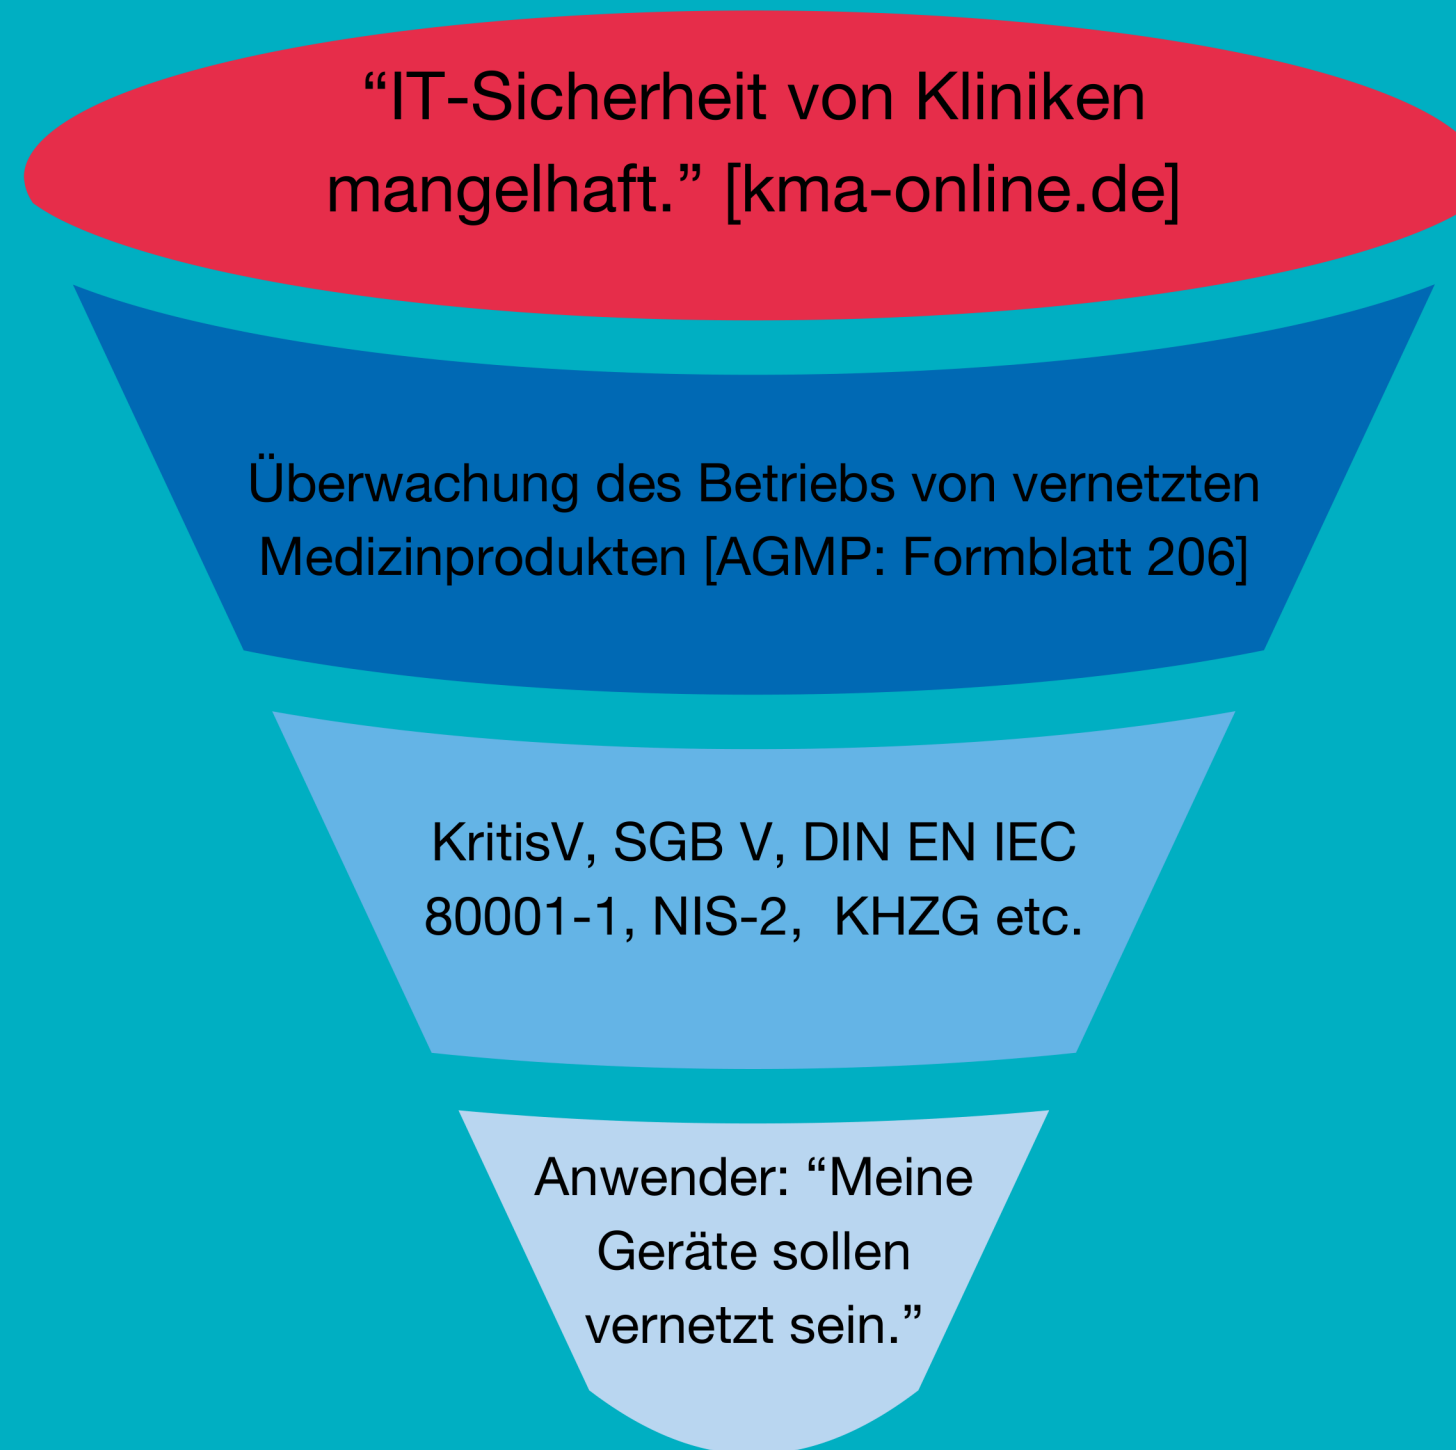 “IT-Sicherheit von Kliniken
mangelhaft.” [kma-online.de]
Überwachung des Betriebs von vernetzten
Medizinprodukten [AGMP: Formblatt 206]
KritisV, SGB V, DIN EN IEC
80001-1, NIS-2,  KHZG etc.
Anwender: “Meine
Geräte sollen
vernetzt sein.”